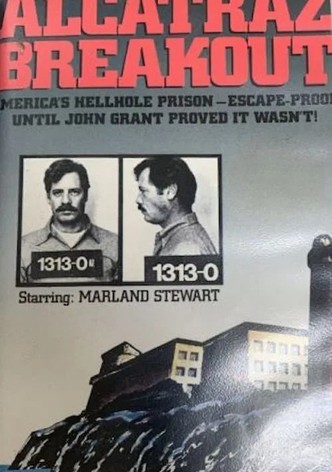 ALCATRAZ
BREAKOUT
MERICA'S HELLHOLE PRISON – ESCAPE-PROO
UNTIL JOHN GRANT PROVED IT WASN'T!
1313-0
1313-0
Starring: MARLAND STEWART